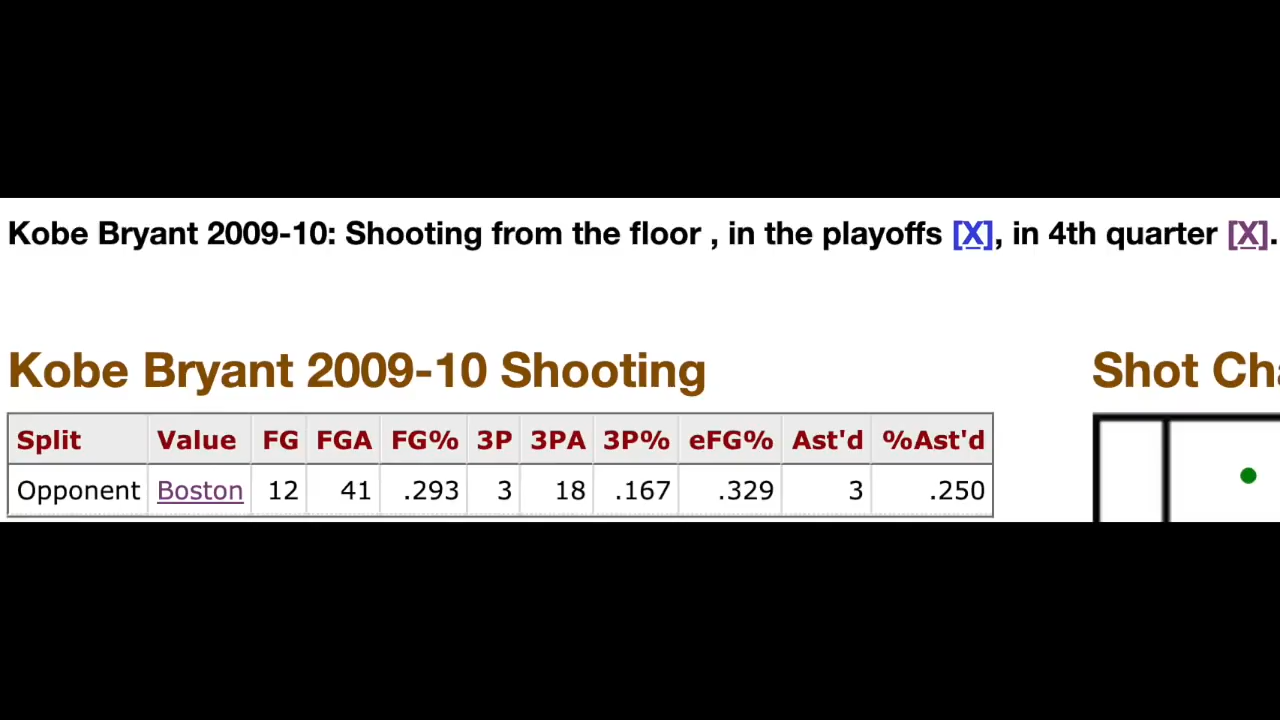 Kobe Bryant 2009-10: Shooting from the floor , in the playoffs [X], in 4th quarter [X].
Kobe Bryant 2009-10 Shooting
Shot Cha
Split Value FG FGA FG% 3P 3PA 3P% eFG% Ast'd %Ast'd
Opponent Boston 12 41 .293 3 18 .167 .329 3 .250